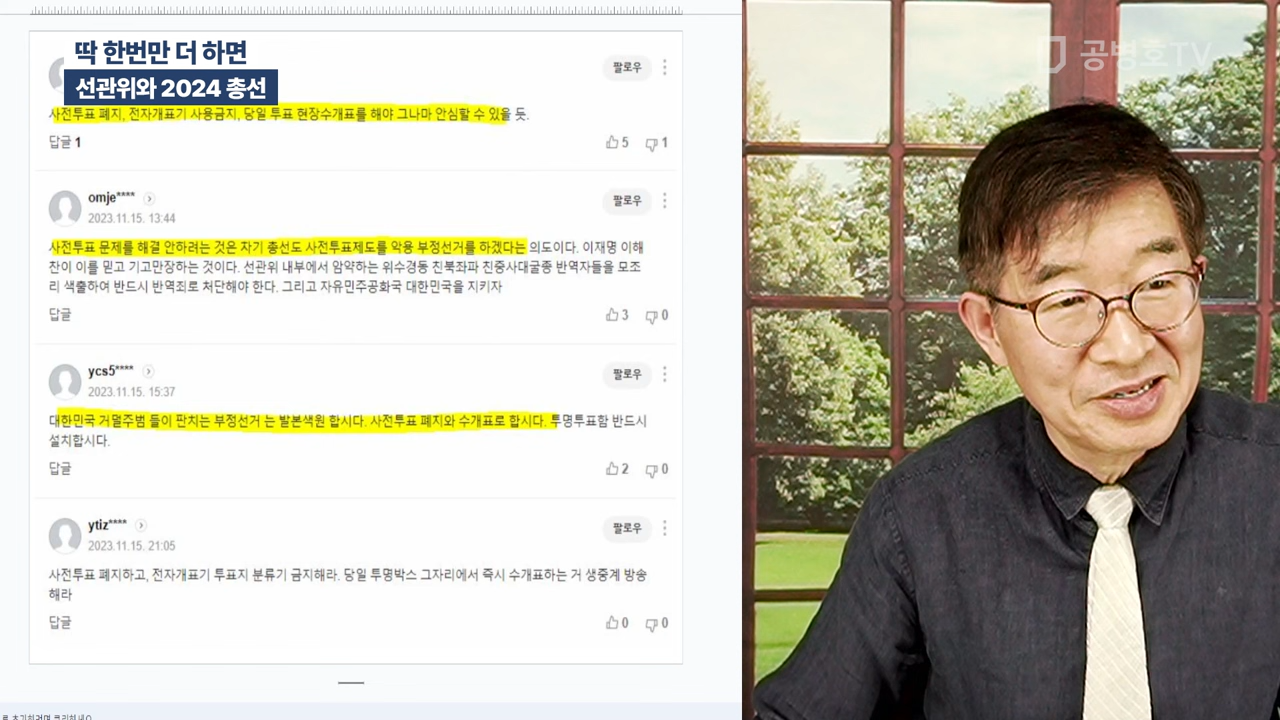 딱 한번만 더 하면
선관위와 2024 총선
공병호TV
팔로우
사전투표 폐지, 전자개표기 사용금지, 당일 투표 현장수개표를 해야 그나마 안심할 수 있을 듯.
답글 1
5 1
omje****
팔로우
2023.11.15. 13:44
사전투표 문제를 해결 안하려는 것은 자기 총선도 사전투표제도를 악용 부정선거를 하겠다는 의도이다. 이재명 이해
찬이 이를 믿고 기고만장하는 것이다. 선관위 내부에서 암약하는 위수경동 친북좌파 친중사대굴종 반역자들을 모조
리 색출하여 반드시 반역죄로 처단해야 한다. 그리고 자유민주공화국 대한민국을 지키자
답글
3 0
ycs5****
팔로우
2023.11.15. 15:37
대한민국 거덜주범 들이 판치는 부정선거 는 발본색원 합시다. 사전투표 폐지와 수개표로 합시다. 투명투표함 반드시
설치합시다.
답글
2 0
ytiz****
팔로우
2023.11.15. 21:05
사전투표 폐지하고, 전자개표기 투표지 분류기 금지해라. 당일 투명박스 그자리에서 즉시 수개표하는 거 생중계 방송
해라
답글
0 0